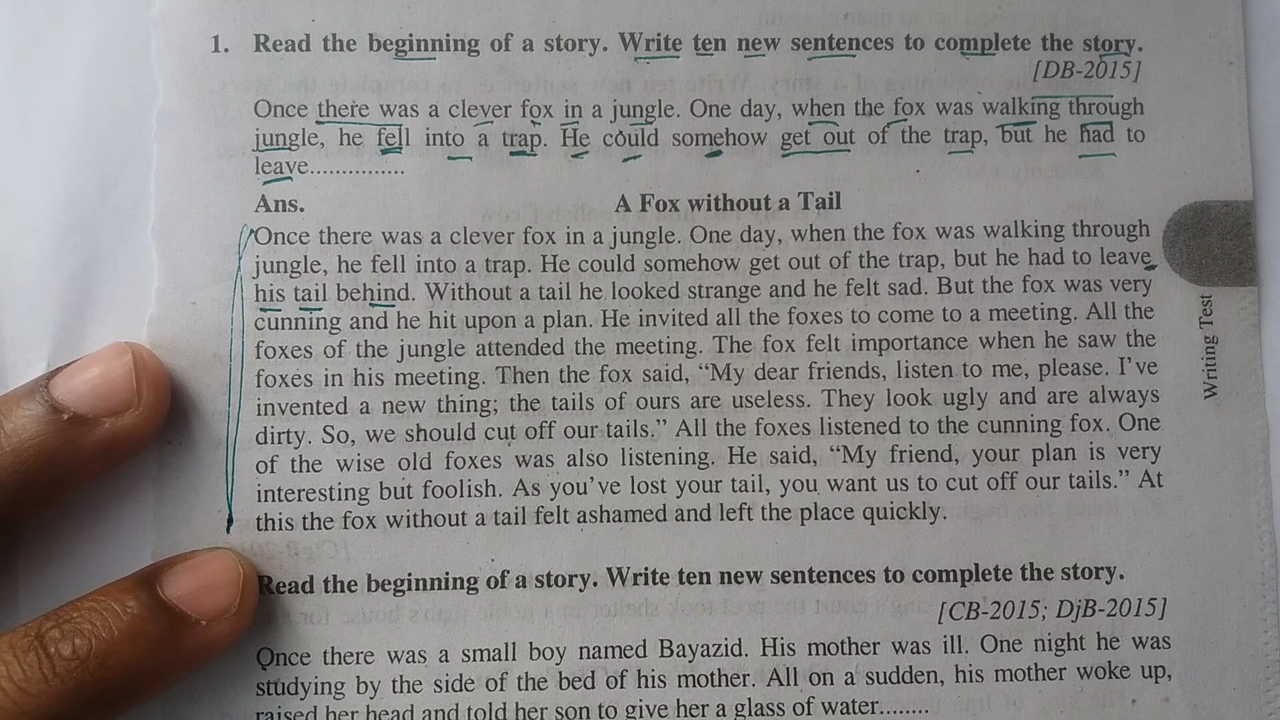 1. Read the beginning of a story. Write ten new sentences to complete the story.
[DB-2015]
Once there was a clever fox in a jungle. One day, when the fox was walking through
jungle, he fell into a trap. He could somehow get out of the trap, but he had to
leave...............
Ans. A Fox without a Tail
Once there was a clever fox in a jungle. One day, when the fox was walking through
jungle, he fell into a trap. He could somehow get out of the trap, but he had to leave
his tail behind. Without a tail he looked strange and he felt sad. But the fox was very
cunning and he hit upon a plan. He invited all the foxes to come to a meeting. All the
foxes of the jungle attended the meeting. The fox felt importance when he saw the
foxes in his meeting. Then the fox said, “My dear friends, listen to me, please. I’ve
invented a new thing; the tails of ours are useless. They look ugly and are always
dirty. So, we should cut off our tails.” All the foxes listened to the cunning fox. One
of the wise old foxes was also listening. He said, “My friend, your plan is very
interesting but foolish. As you’ve lost your tail, you want us to cut off our tails.” At
this the fox without a tail felt ashamed and left the place quickly.
Writing Test
Read the beginning of a story. Write ten new sentences to complete the story.
[CB-2015; DjB-2015]
Once there was a small boy named Bayazid. His mother was ill. One night he was
studying by the side of the bed of his mother. All on a sudden, his mother woke up,
raised her head and told her son to give her a glass of water........